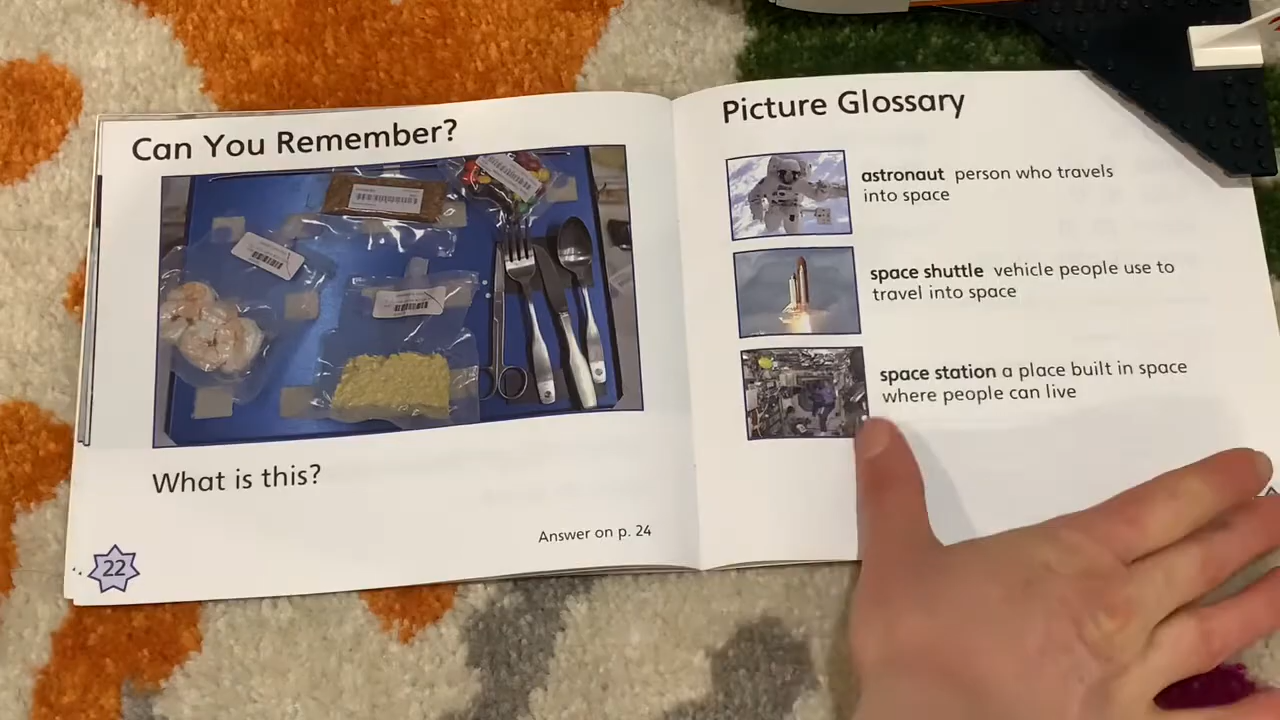 Can You Remember?
What is this?
Answer on p. 24
22
Picture Glossary
astronaut person who travels
into space
space shuttle vehicle people use to
travel into space
space station a place built in space
where people can live